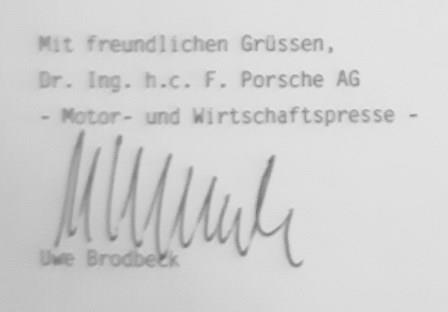 Mit freundlichen Grüssen,
Dr. Ing. h.c. F. Porsche AG
- Motor- und Wirtschaftspresse -
Uwe Brodbeck